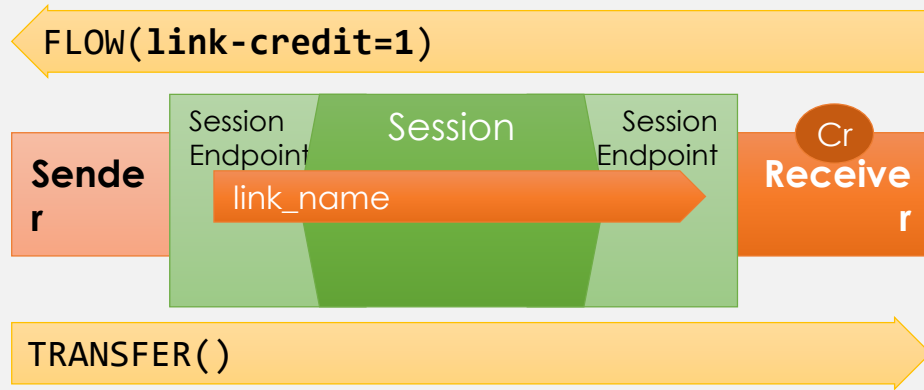 FLOW(link-credit=1)
Session
Endpoint
Session
Session
Endpoint
Cr
Sende
r
link_name
Receive
r
TRANSFER()